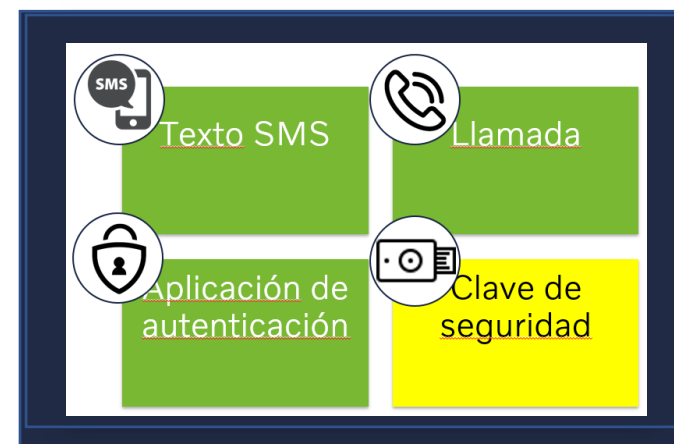 SMS
Texto SMS
Llamada
Aplicación de
autenticación
Clave de
seguridad